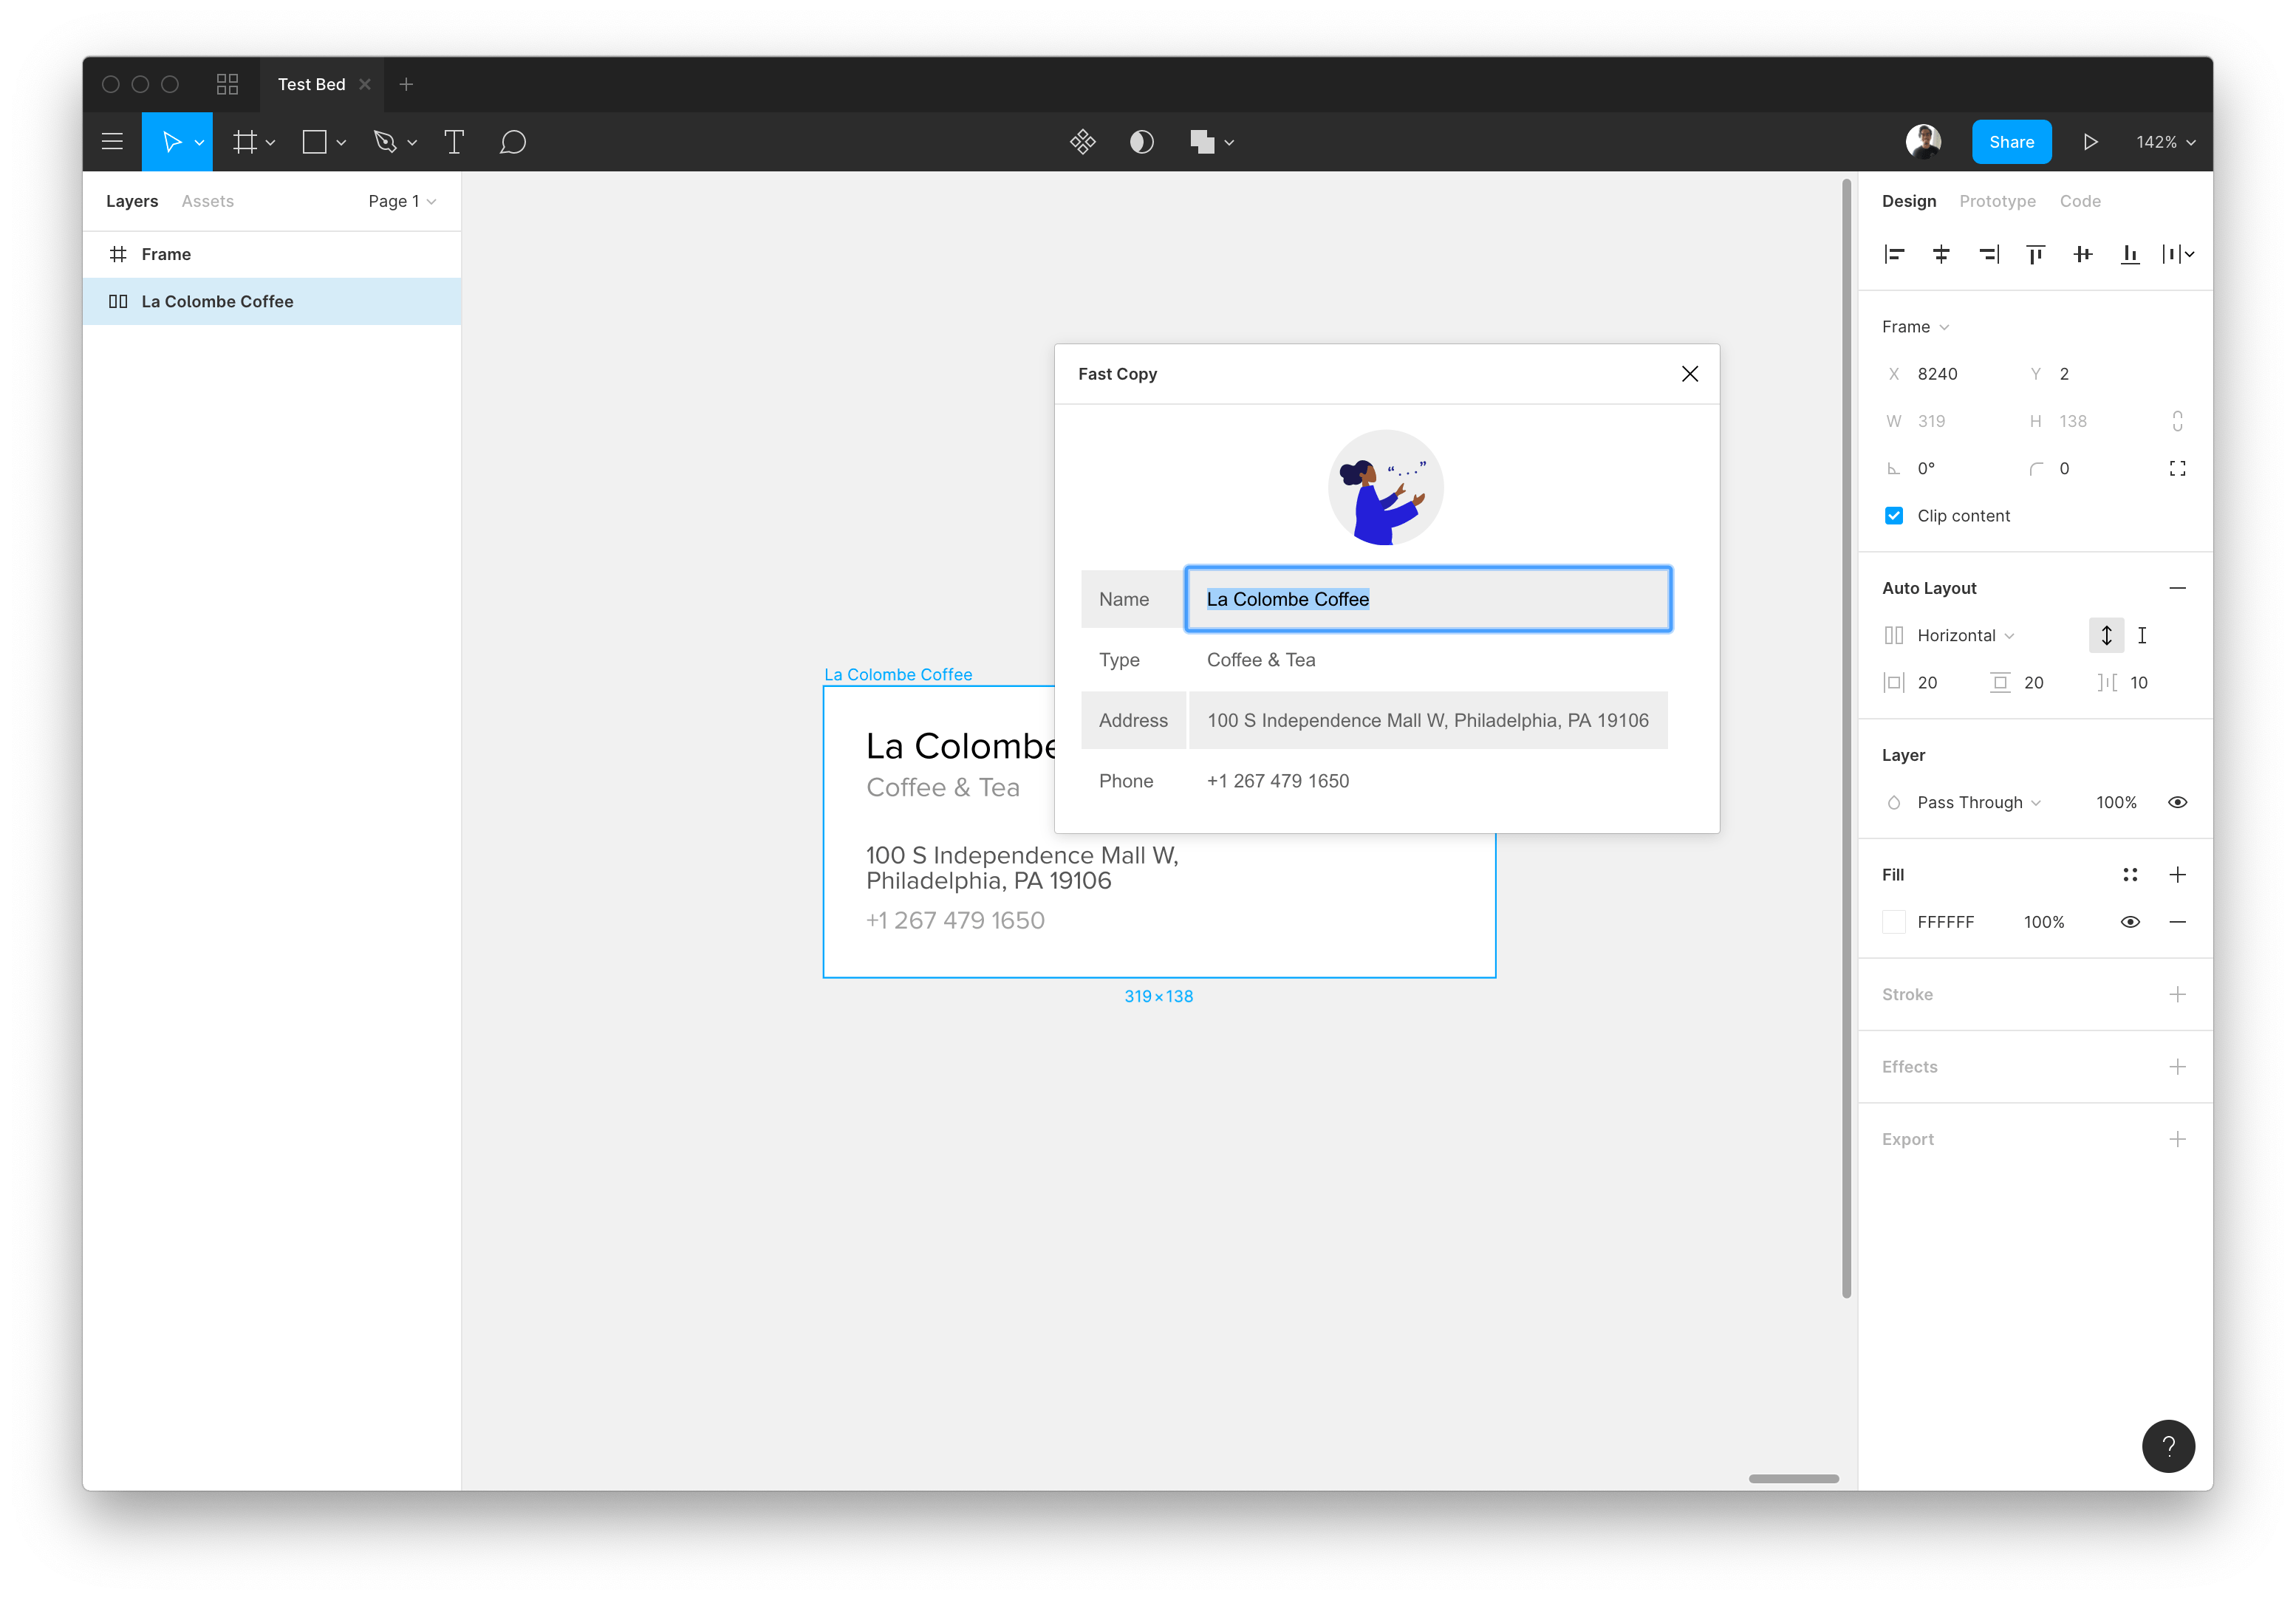 Test Bed
Share
142%
Layers Assets Page 1
Frame
La Colombe Coffee
Design Prototype Code
Frame
X 8240 Y 2
W 319 H 138
0° 0
Clip content
Auto Layout
Horizontal
20 20 10
Layer
Pass Through 100%
Fill
FFFFFF 100%
Stroke
Effects
Export
?
Fast Copy
“ . . . ”
Name La Colombe Coffee
Type Coffee & Tea
Address 100 S Independence Mall W, Philadelphia, PA 19106
Phone +1 267 479 1650
La Colombe Coffee
La Colombe
Coffee & Tea
100 S Independence Mall W,
Philadelphia, PA 19106
+1 267 479 1650
319×138